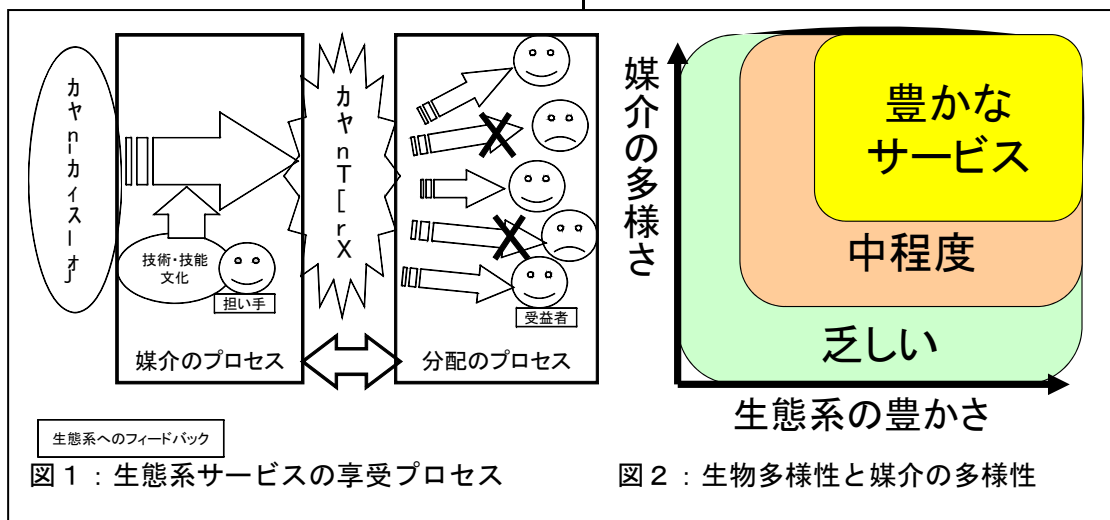 技術・技能
文化
担い手
媒介のプロセス
受益者
分配のプロセス
生態系へのフィードバック
図1：生態系サービスの享受プロセス
媒介の多様さ
豊かな
サービス
中程度
乏しい
生態系の豊かさ
図2：生物多様性と媒介の多様性